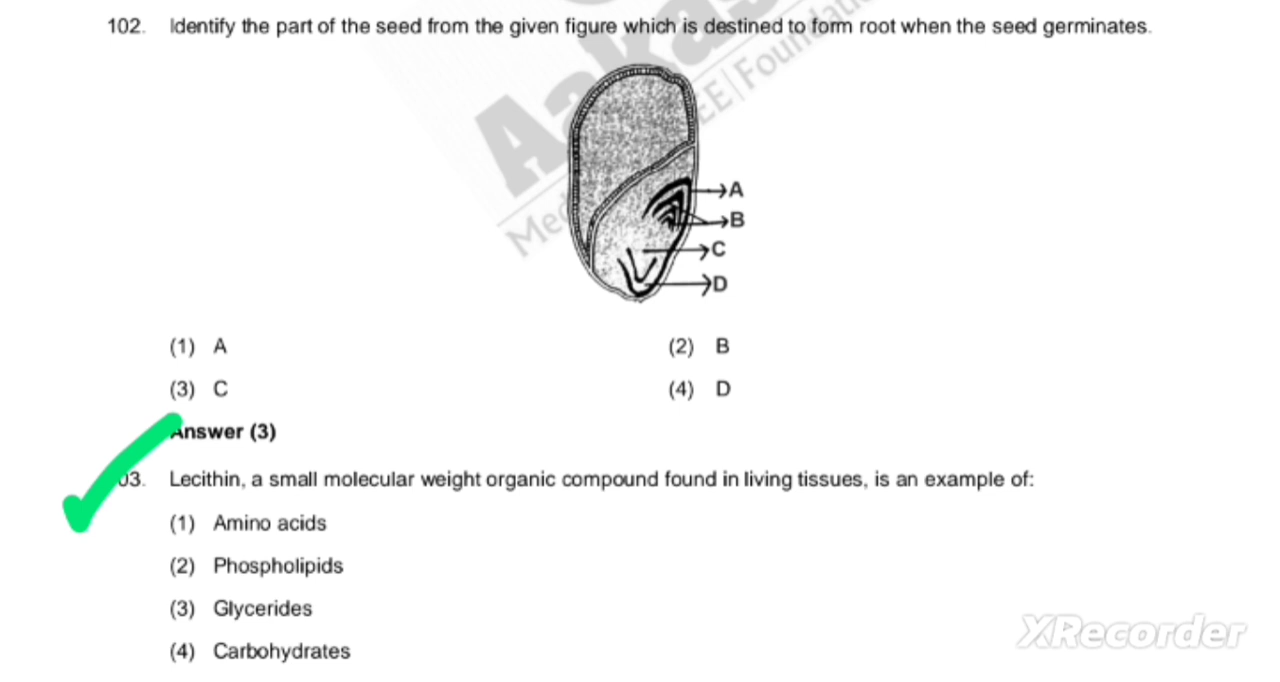 102. Identify the part of the seed from the given figure which is destined to form root when the seed germinates.
A
B
C
D
(1) A (2) B
(3) C (4) D
Answer (3)
03. Lecithin, a small molecular weight organic compound found in living tissues, is an example of:
(1) Amino acids
(2) Phospholipids
(3) Glycerides
(4) Carbohydrates
XRecorder